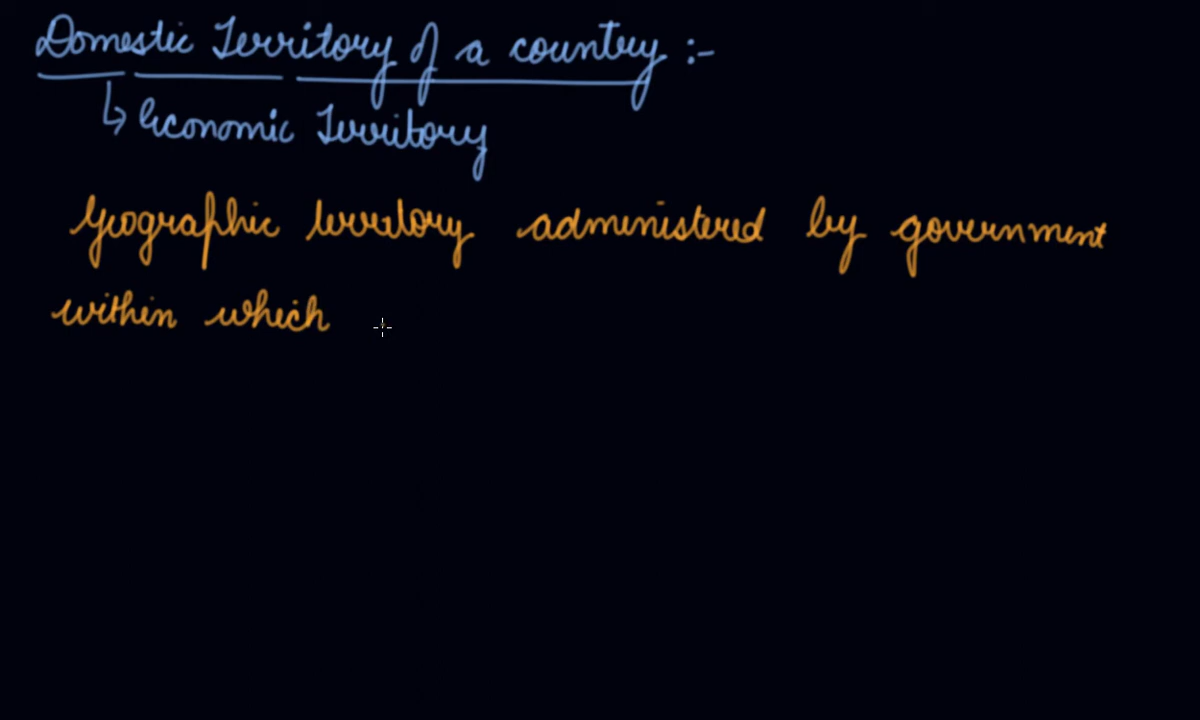 Domestic Territory of a country :-
↳ Economic Territory
Geographic territory administered by government
within which